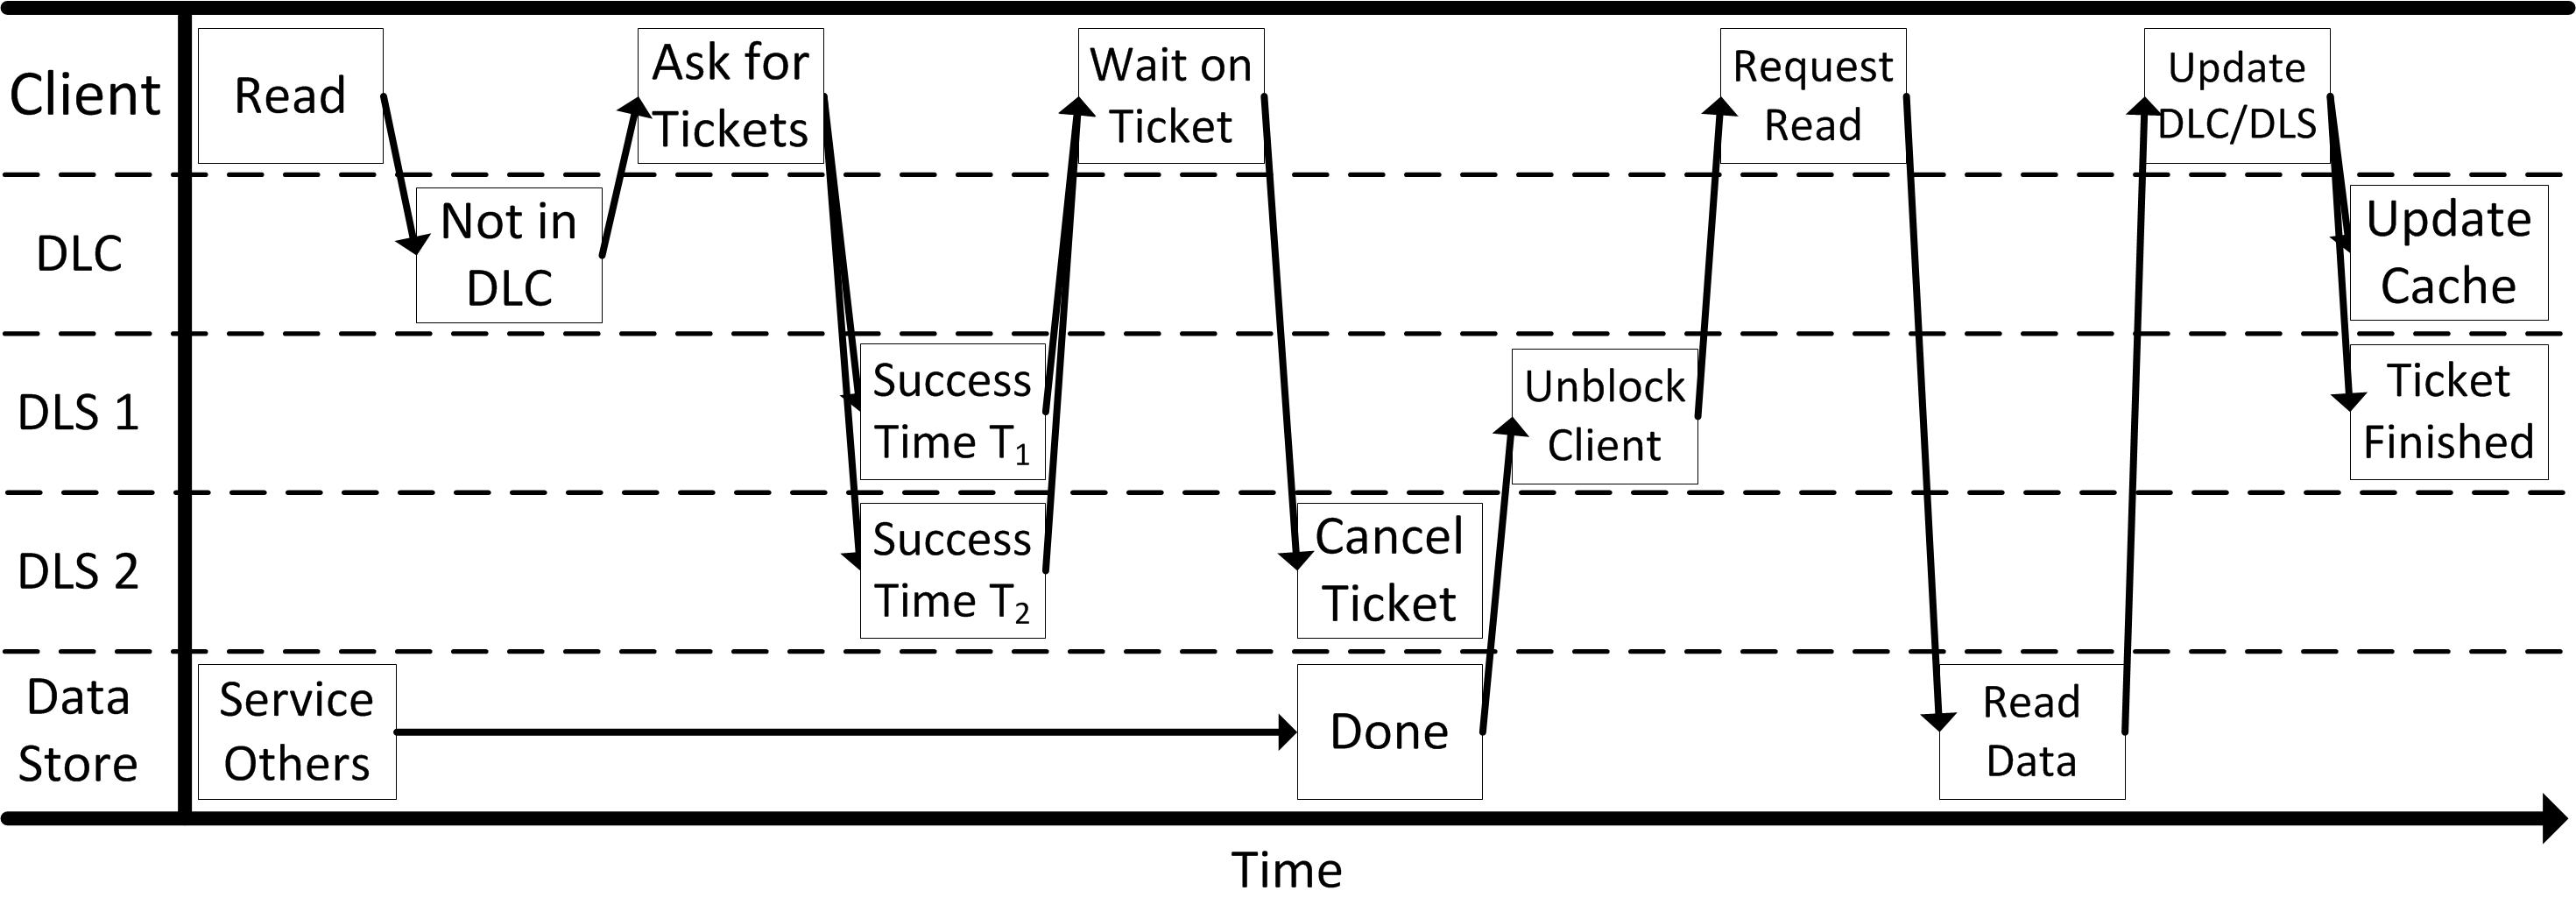 Client
Read
Ask for
Tickets
Wait on
Ticket
Request
Read
Update
DLC/DLS
DLC
Not in
DLC
Update
Cache
DLS 1
Success
Time T₁
Unblock
Client
Ticket
Finished
DLS 2
Success
Time T₂
Cancel
Ticket
Data
Store
Service
Others
Done
Read
Data
Time